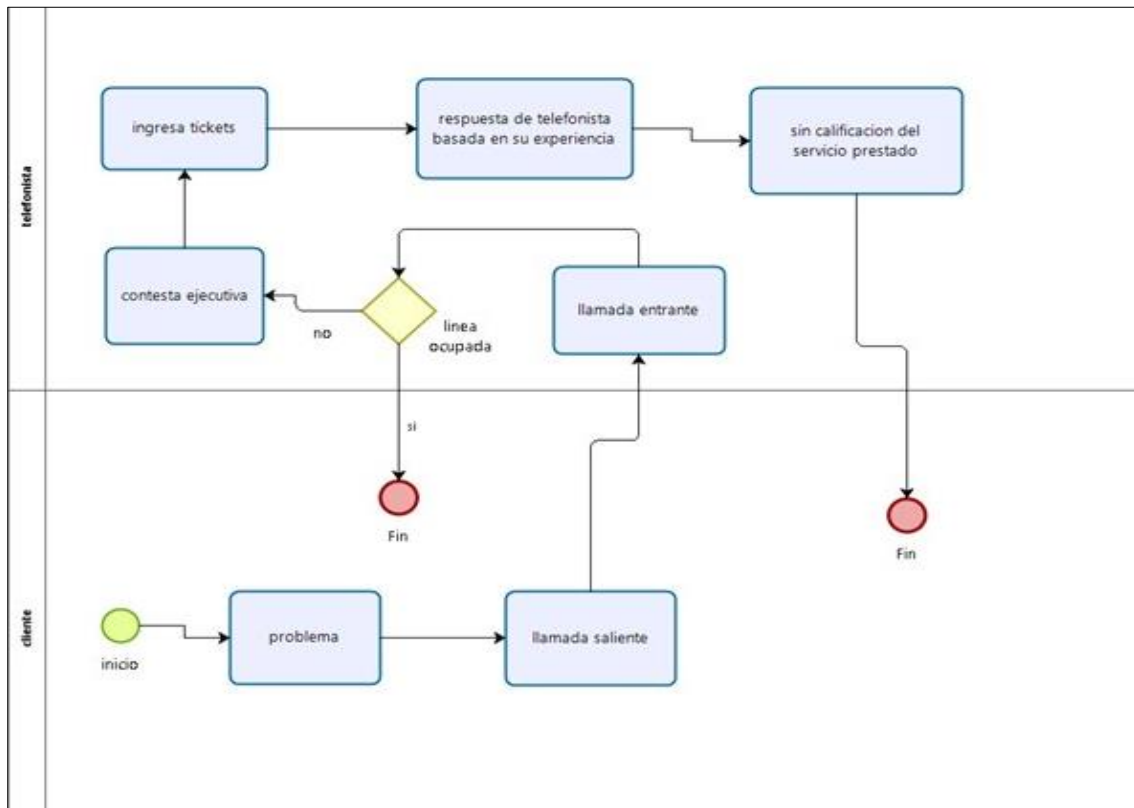 telefonista
ingresa tickets
respuesta de telefonista
basada en su experiencia
sin calificacion del
servicio prestado
contesta ejecutiva
no
linea
ocupada
llamada entrante
si
Fin
Fin
cliente
inicio
problema
llamada saliente